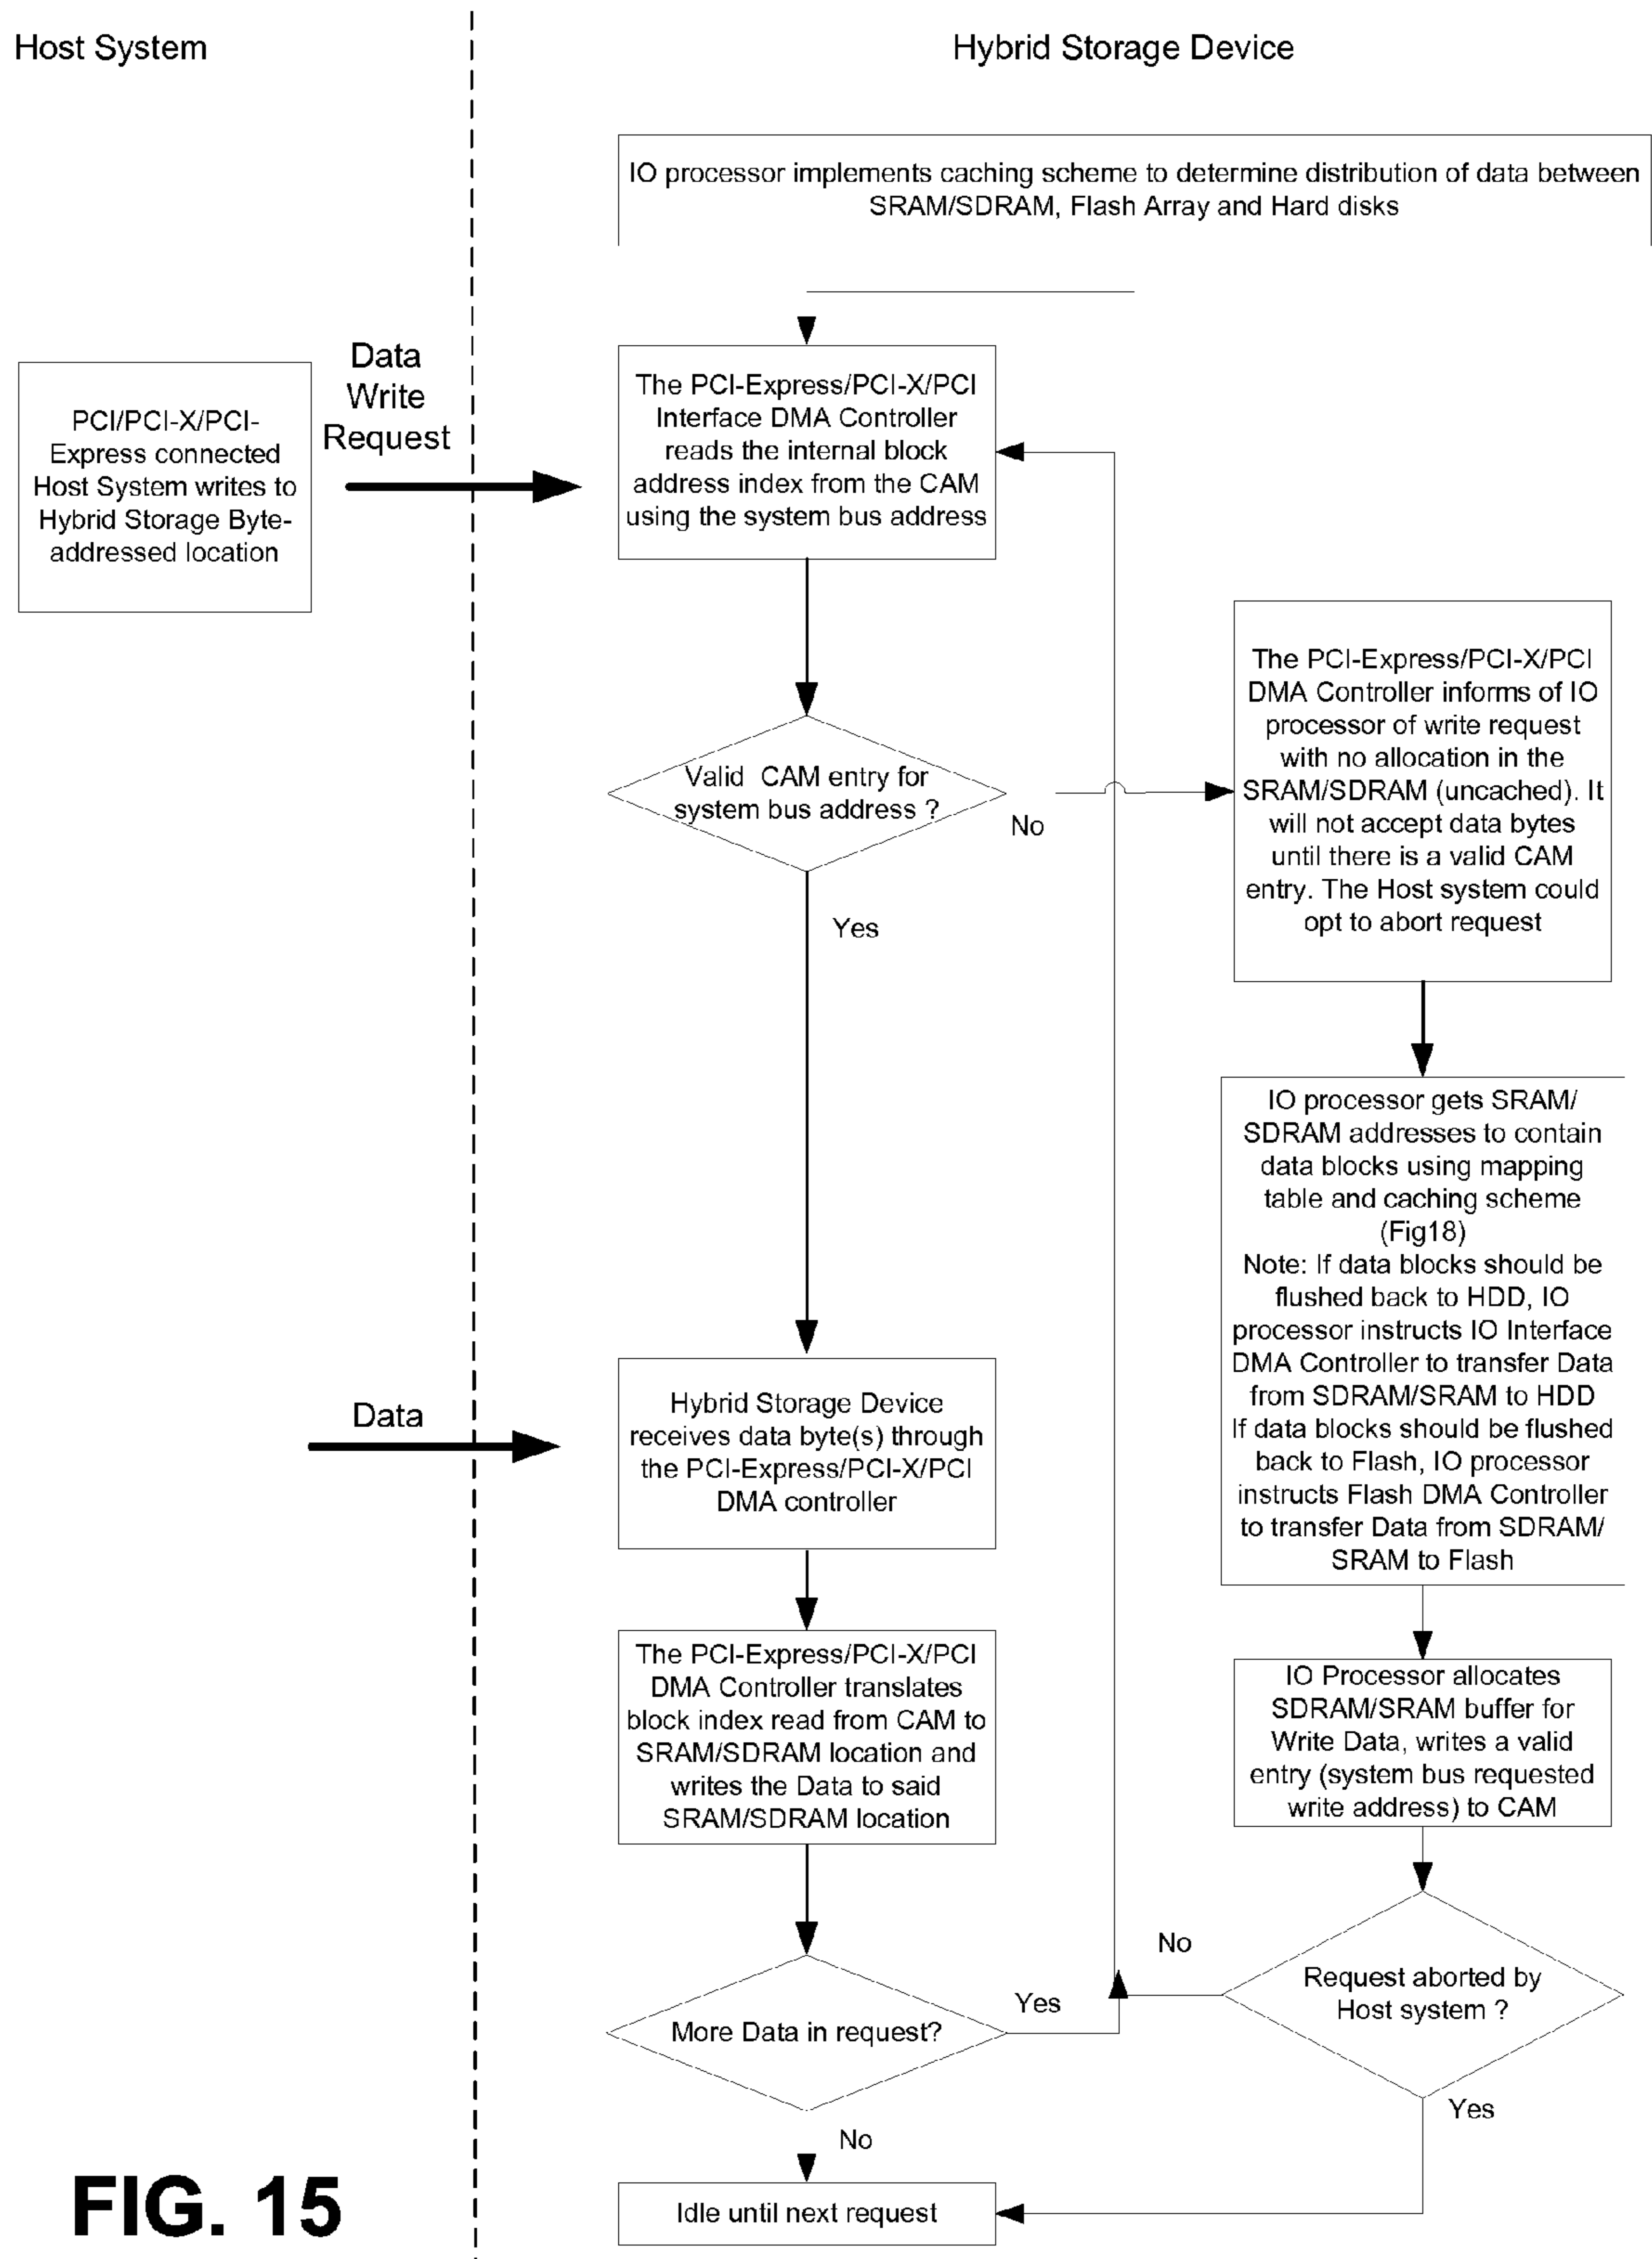 Host System
Hybrid Storage Device
IO processor implements caching scheme to determine distribution of data between
SRAM/SDRAM, Flash Array and Hard disks
PCI/PCI-X/PCI-
Express connected
Host System writes to
Hybrid Storage Byte-
addressed location
Data
Write
Request
The PCI-Express/PCI-X/PCI
Interface DMA Controller
reads the internal block
address index from the CAM
using the system bus address
Valid CAM entry for
system bus address ?
No
Yes
The PCI-Express/PCI-X/PCI
DMA Controller informs of IO
processor of write request
with no allocation in the
SRAM/SDRAM (uncached). It
will not accept data bytes
until there is a valid CAM
entry. The Host system could
opt to abort request
IO processor gets SRAM/
SDRAM addresses to contain
data blocks using mapping
table and caching scheme
(Fig18)
Note: If data blocks should be
flushed back to HDD, IO
processor instructs IO Interface
DMA Controller to transfer Data
from SDRAM/SRAM to HDD
If data blocks should be flushed
back to Flash, IO processor
instructs Flash DMA Controller
to transfer Data from SDRAM/
SRAM to Flash
Data
Hybrid Storage Device
receives data byte(s) through
the PCI-Express/PCI-X/PCI
DMA controller
The PCI-Express/PCI-X/PCI
DMA Controller translates
block index read from CAM to
SRAM/SDRAM location and
writes the Data to said
SRAM/SDRAM location
IO Processor allocates
SDRAM/SRAM buffer for
Write Data, writes a valid
entry (system bus requested
write address) to CAM
No
Request aborted by
Host system ?
Yes
More Data in request?
Yes
No
Idle until next request
FIG. 15